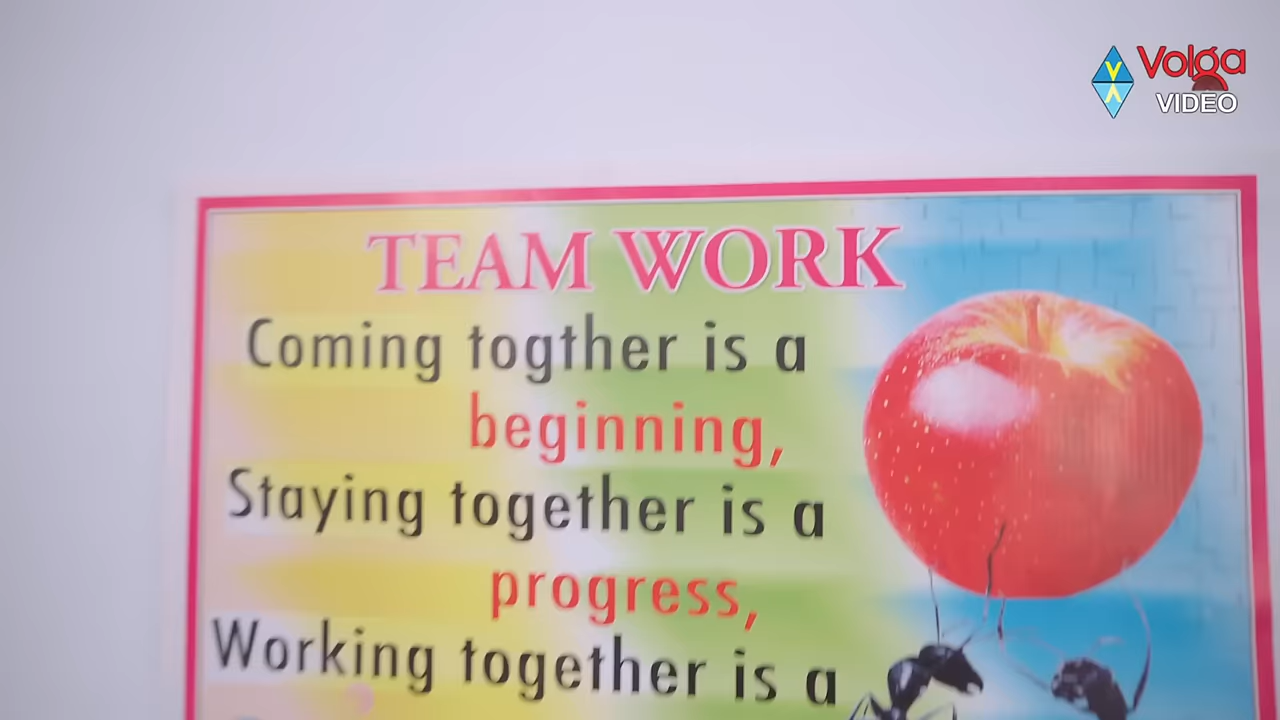 Volga
VIDEO
TEAM WORK
Coming togther is a
beginning,
Staying together is a
progress,
Working together is a